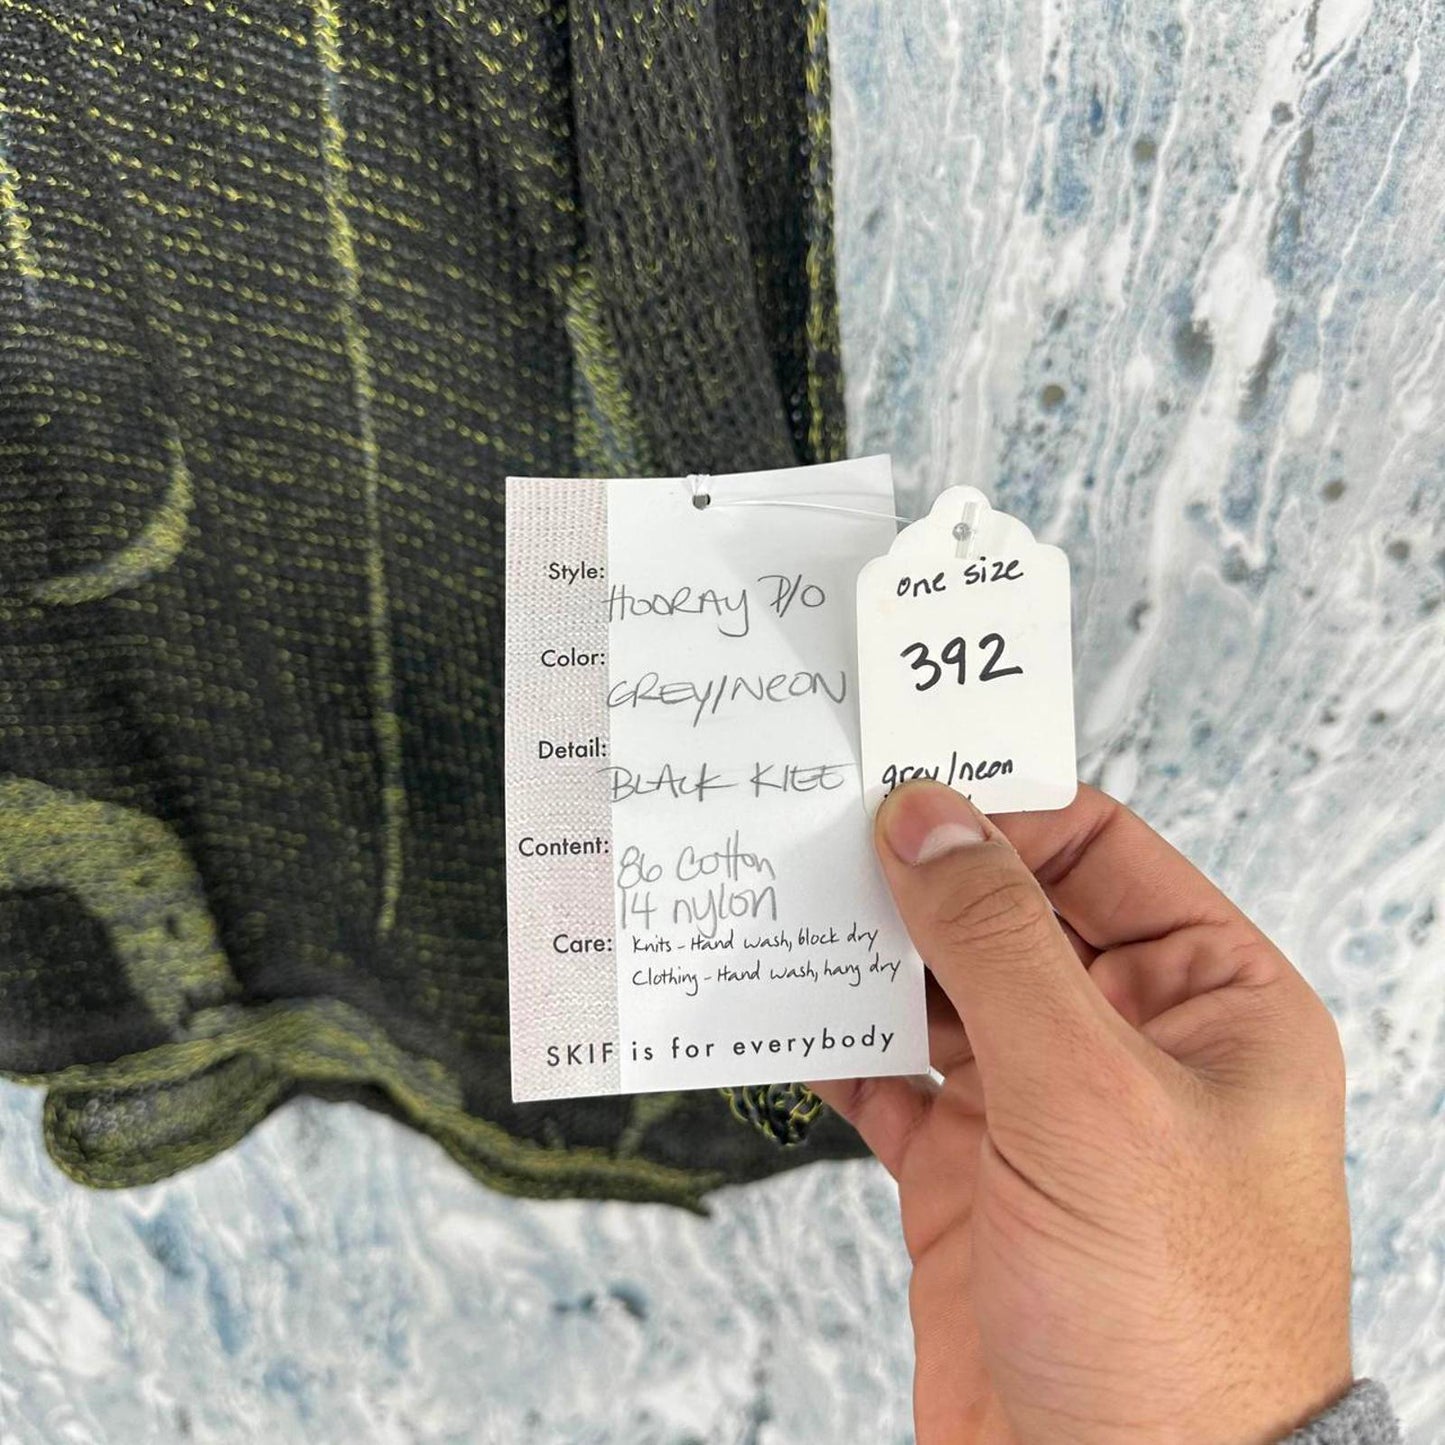 Style: HOORAY P/O
Color: GREY/NEON
Detail: BLACK KITE
Content: 86 Cotton
14 nylon
Care: Knits - Hand wash, block dry
Clothing - Hand wash, hang dry
SKIF is for everybody
one size
392
grey/neon